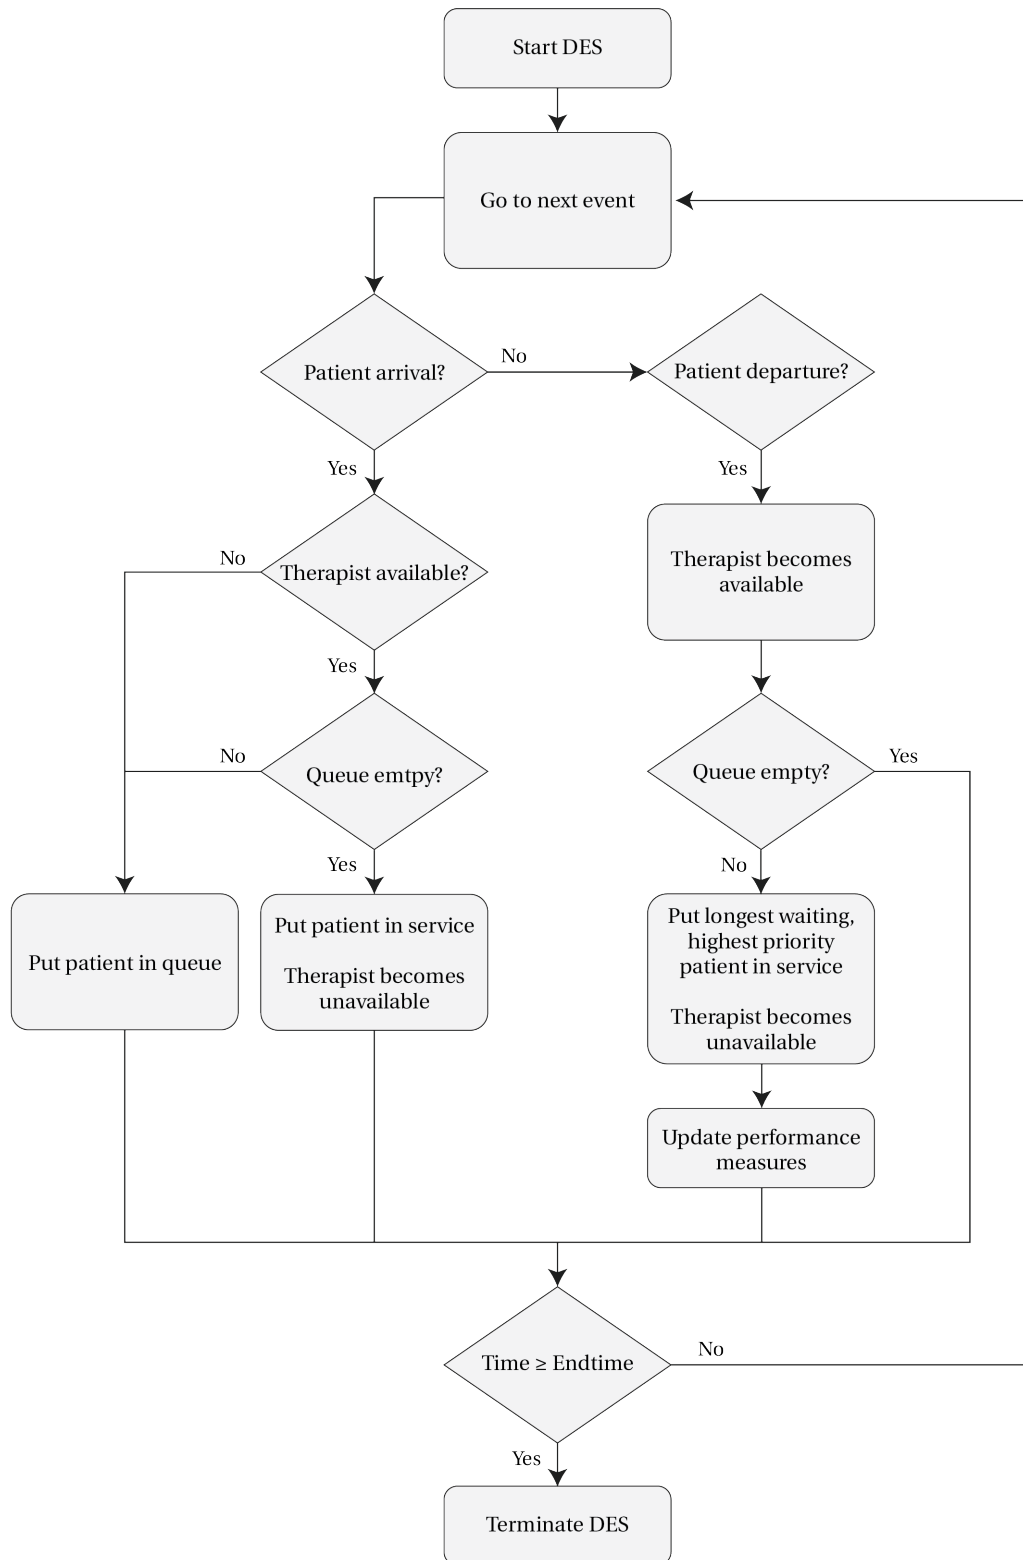 Start DES
Go to next event
Patient arrival?
No
Patient departure?
Yes
Yes
No
Therapist available?
Therapist becomes
available
Yes
No
Queue emtpy?
Queue empty?
Yes
Yes
No
Put patient in queue
Put patient in service
Therapist becomes
unavailable
Put longest waiting,
highest priority
patient in service
Therapist becomes
unavailable
Update performance
measures
Time ≥ Endtime
No
Yes
Terminate DES